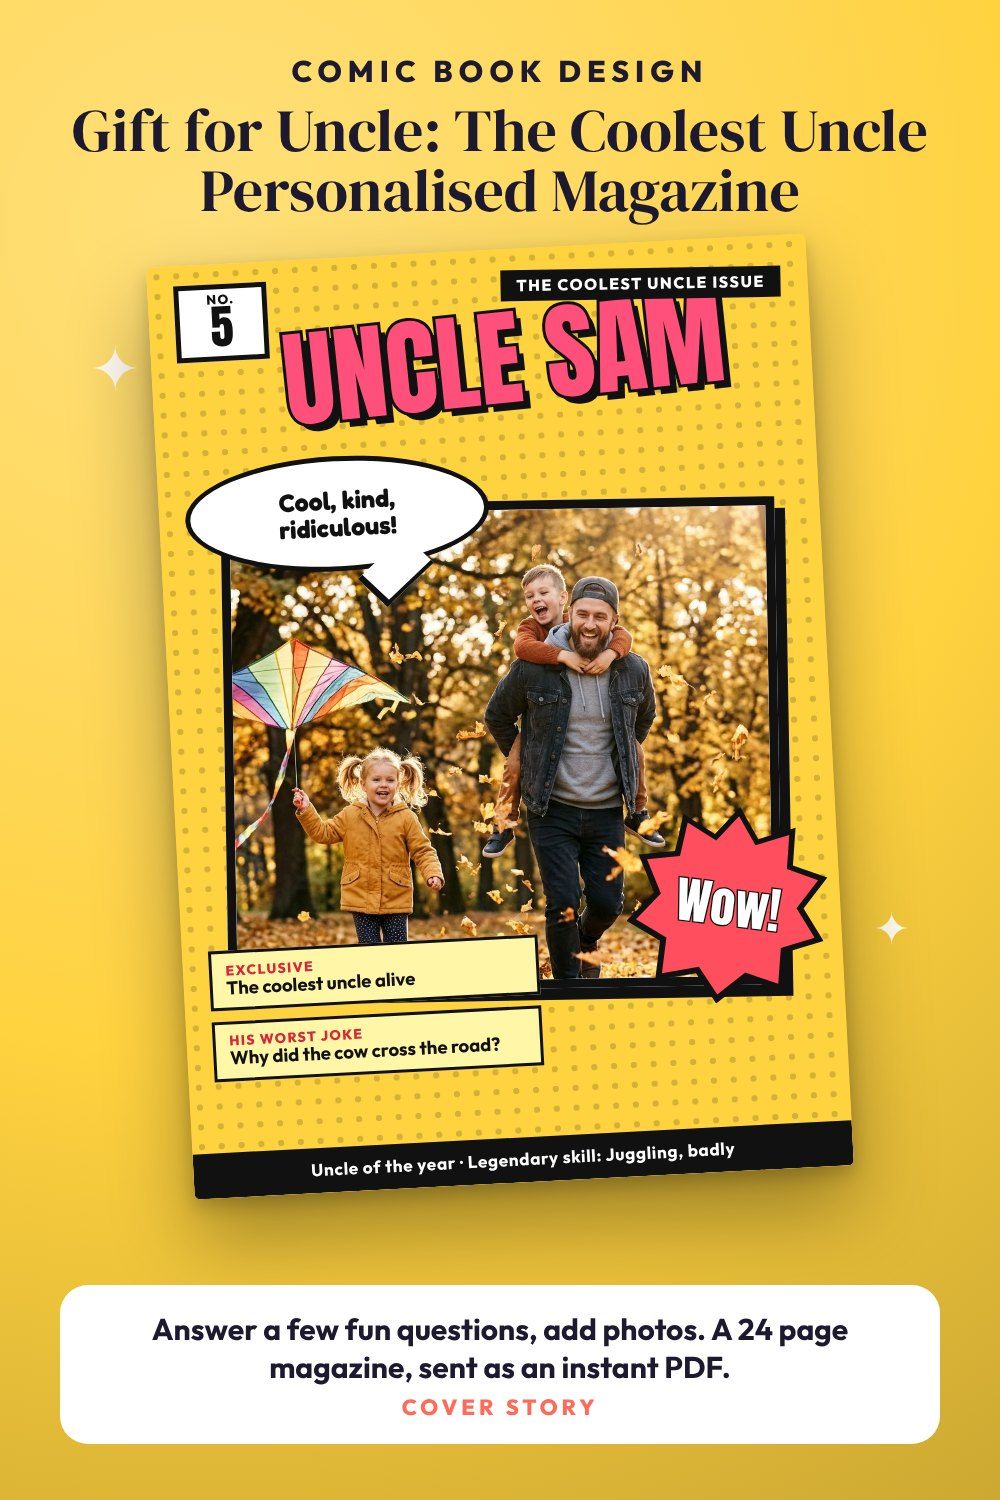 COMIC BOOK DESIGN
Gift for Uncle: The Coolest Uncle
Personalised Magazine
THE COOLEST UNCLE ISSUE
NO.
5
UNCLE SAM
Cool, kind,
ridiculous!
Wow!
EXCLUSIVE
The coolest uncle alive
HIS WORST JOKE
Why did the cow cross the road?
Uncle of the year · Legendary skill: Juggling, badly
Answer a few fun questions, add photos. A 24 page
magazine, sent as an instant PDF.
COVER STORY